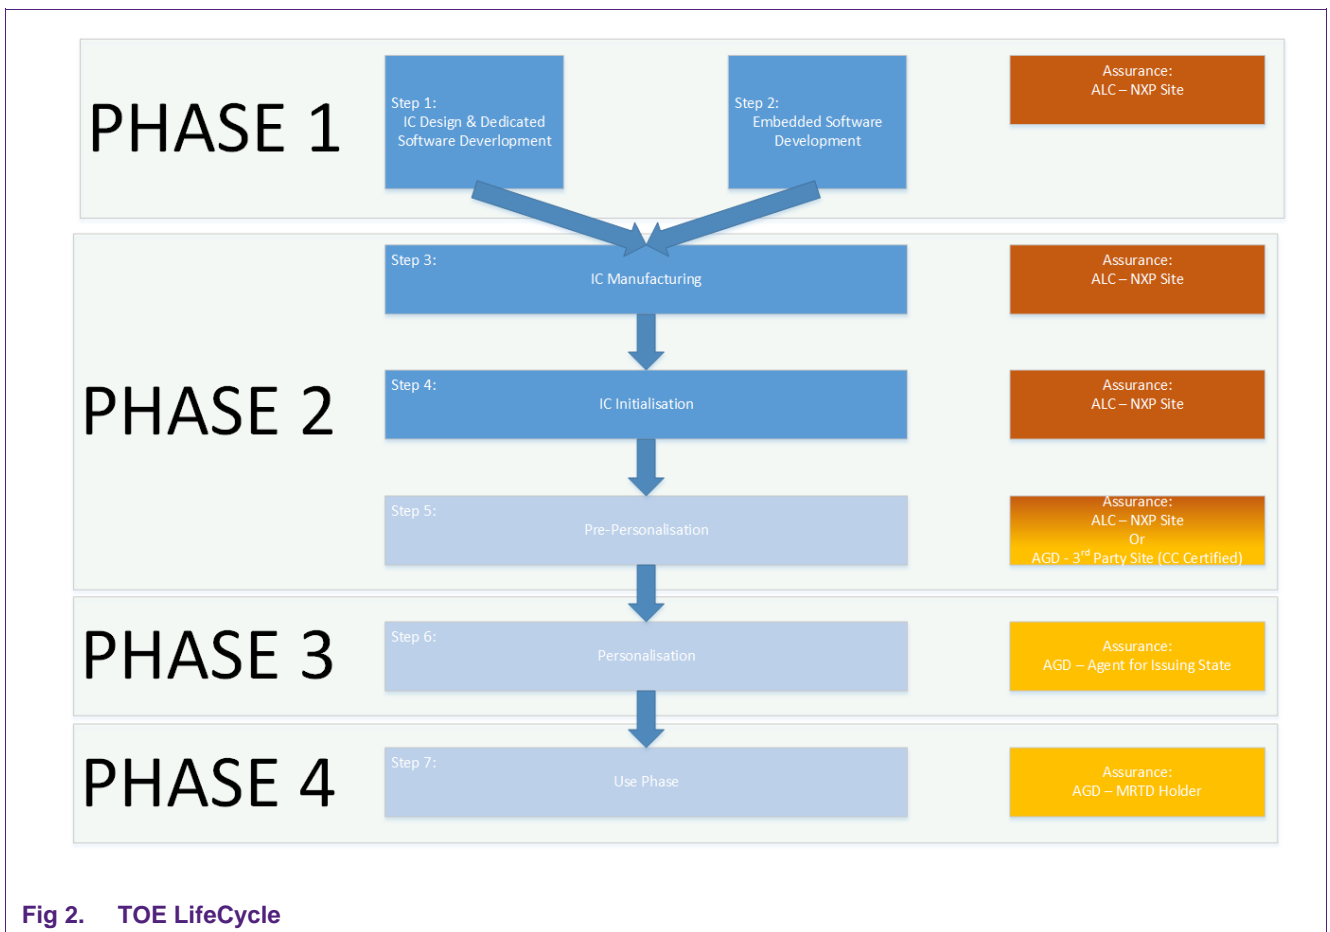 PHASE 1
Step 1:
IC Design & Dedicated
Software Deverlopment
Step 2:
Embedded Software
Development
Assurance:
ALC – NXP Site
PHASE 2
Step 3:
IC Manufacturing
Assurance:
ALC – NXP Site
Step 4:
IC Initialisation
Assurance:
ALC – NXP Site
Step 5:
Pre-Personalisation
Assurance:
ALC – NXP Site
Or
AGD - 3rd Party Site (CC Certified)
PHASE 3
Step 6:
Personalisation
Assurance:
AGD – Agent for Issuing State
PHASE 4
Step 7:
Use Phase
Assurance:
AGD – MRTD Holder
Fig 2. TOE LifeCycle